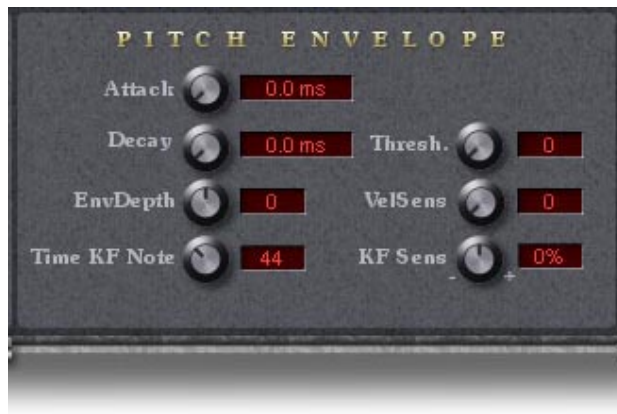 PITCH ENVELOPE
Attack 0.0 ms
Decay 0.0 ms Thresh. 0
EnvDepth 0 VelSens 0
Time KF Note 44 KF Sens - + 0%